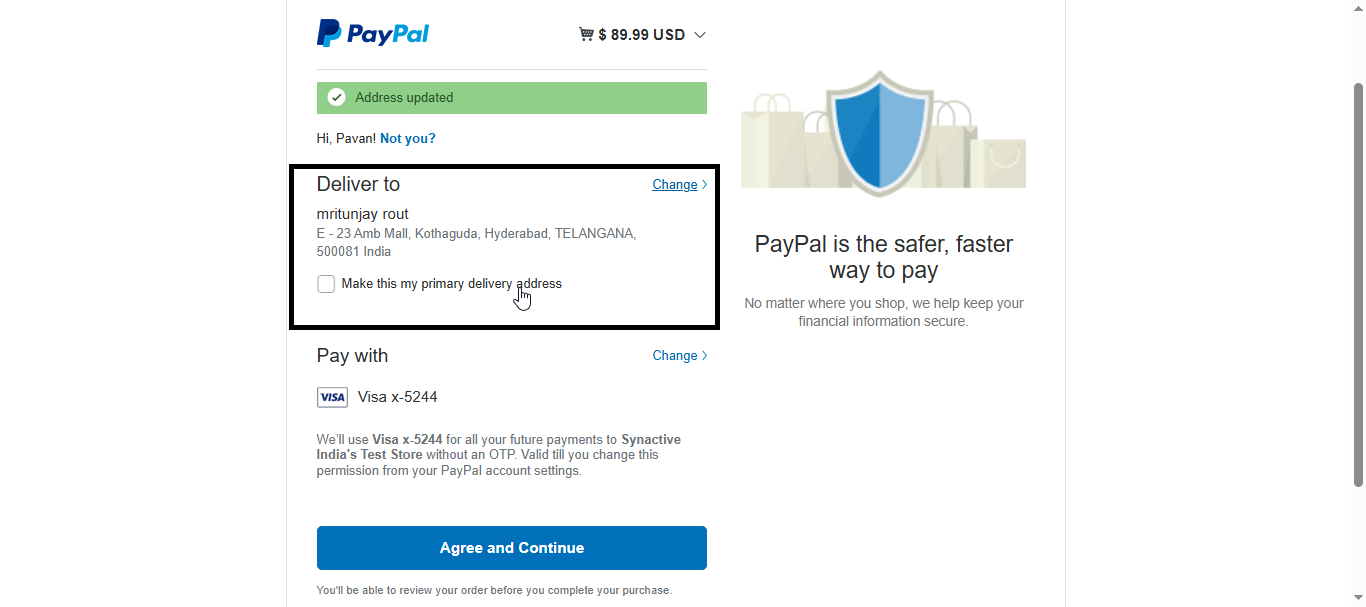 PayPal
$ 89.99 USD
Address updated
Hi, Pavan! Not you?
Deliver to
Change
mritunjay rout
E - 23 Amb Mall, Kothaguda, Hyderabad, TELANGANA,
500081 India
Make this my primary delivery address
Pay with
Change
VISA Visa x-5244
We'll use Visa x-5244 for all your future payments to Synactive
India's Test Store without an OTP. Valid till you change this
permission from your PayPal account settings.
Agree and Continue
You'll be able to review your order before you complete your purchase.
PayPal is the safer, faster
way to pay
No matter where you shop, we help keep your
financial information secure.